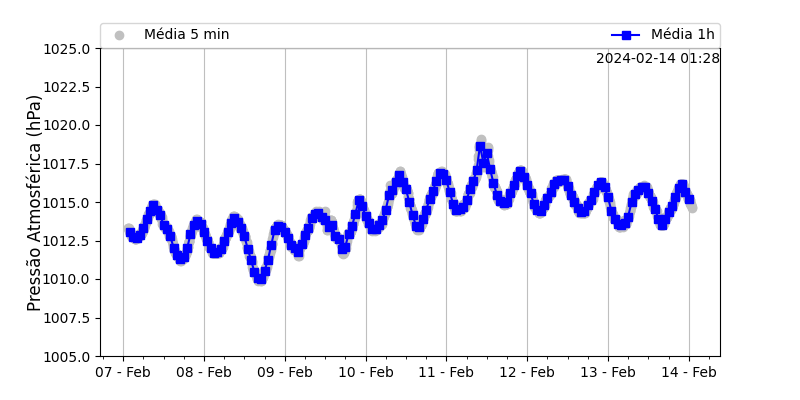 Média 5 min
Média 1h
2024-02-14 01:28
Pressão Atmosférica (hPa)
1025.0
1022.5
1020.0
1017.5
1015.0
1012.5
1010.0
1007.5
1005.0
07 - Feb
08 - Feb
09 - Feb
10 - Feb
11 - Feb
12 - Feb
13 - Feb
14 - Feb